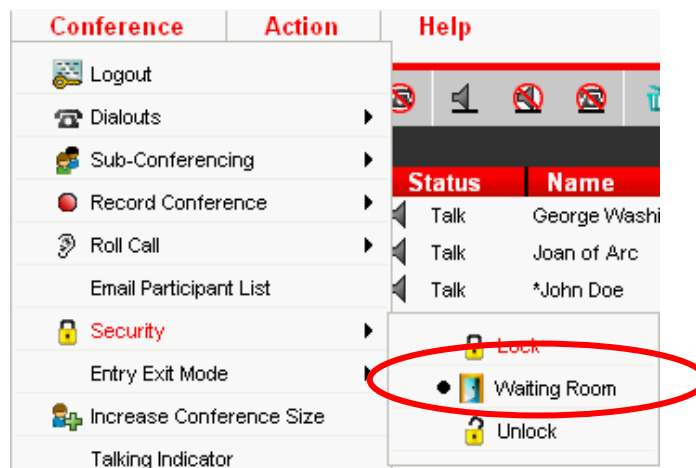 Conference Action Help
Logout
Dialouts
Sub-Conferencing
Status Name
Record Conference
Talk George Washi
Roll Call
Talk Joan of Arc
Email Participant List
Talk *John Doe
Security
Lock
Entry Exit Mode
Waiting Room
Increase Conference Size
Unlock
Talking Indicator